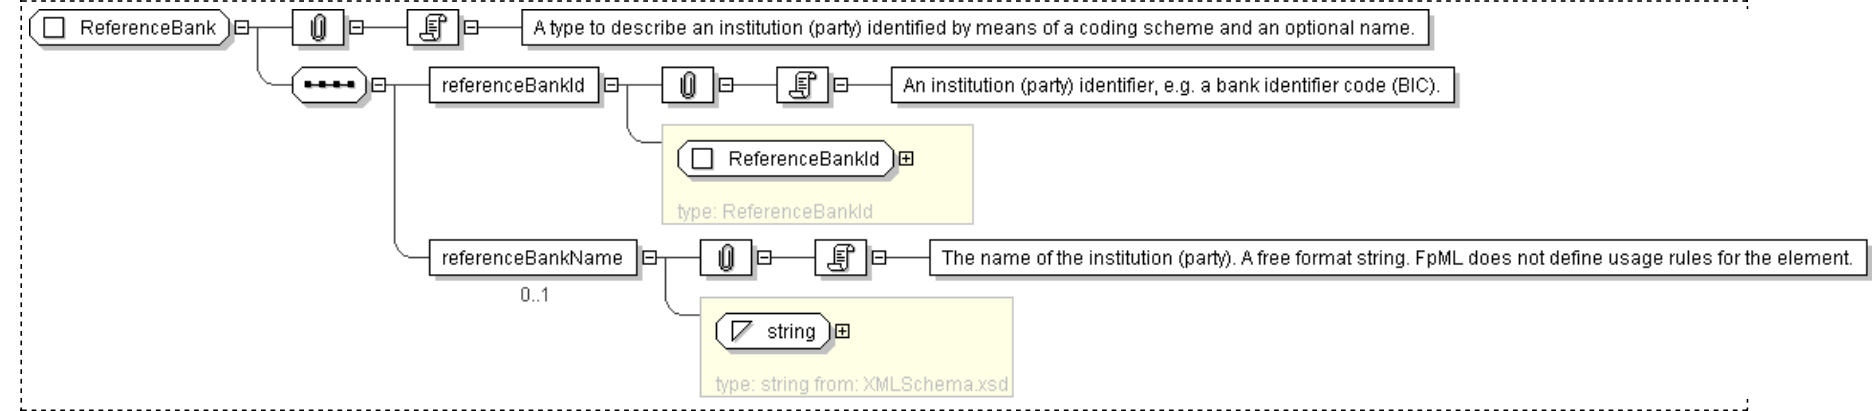 ReferenceBank
A type to describe an institution (party) identified by means of a coding scheme and an optional name.
referenceBankId
An institution (party) identifier, e.g. a bank identifier code (BIC).
ReferenceBankId
type: ReferenceBankId
referenceBankName
The name of the institution (party). A free format string. FpML does not define usage rules for the element.
0..1
string
type: string from: XMLSchema.xsd